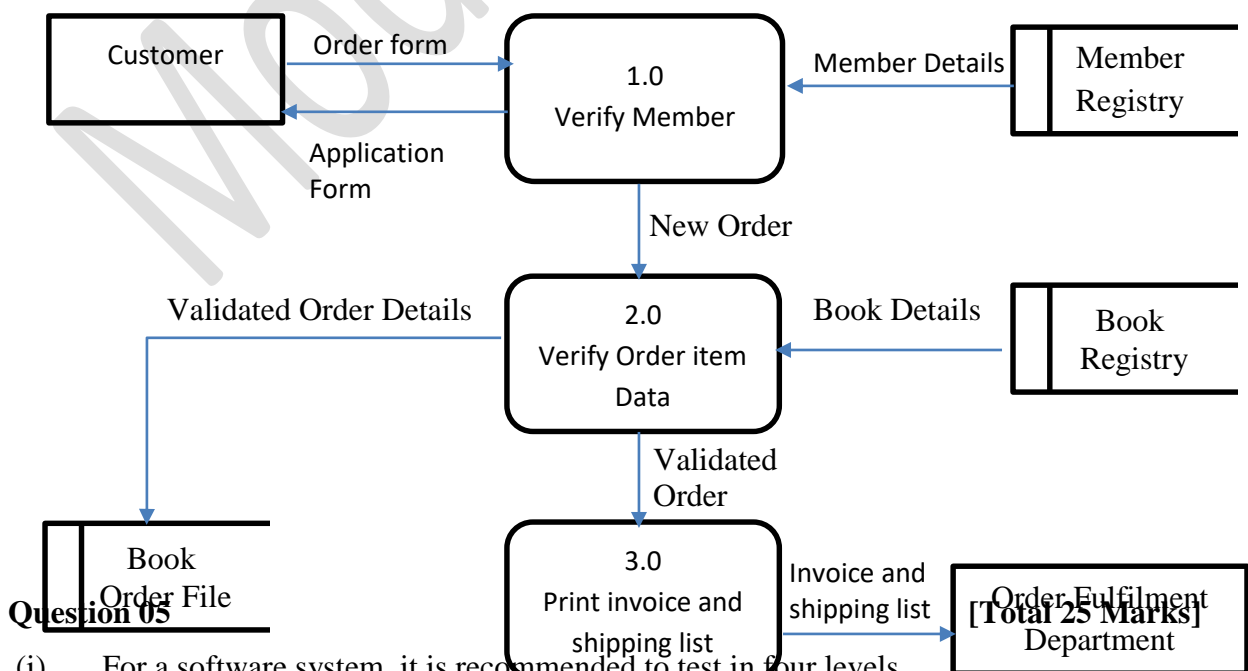 Customer
Order form
1.0
Verify Member
Member Details
Member
Registry
Application
Form
New Order
Validated Order Details
2.0
Verify Order item
Data
Book Details
Book
Registry
Validated
Order
Book
Order File
3.0
Print invoice and
shipping list
Invoice and
shipping list
Order Fulfilment
Department
Question 05
[Total 25 Marks]
(i) For a software system, it is recommended to test in four levels